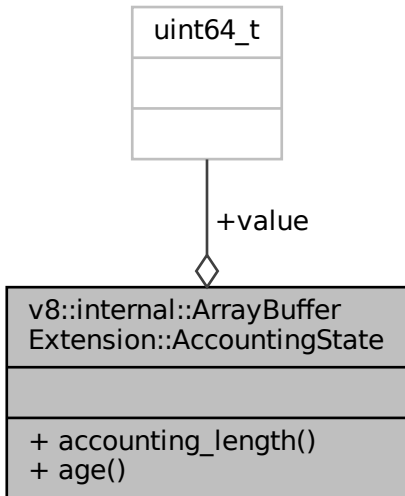 uint64_t
+value
v8::internal::ArrayBuffer
Extension::AccountingState
+ accounting_length()
+ age()